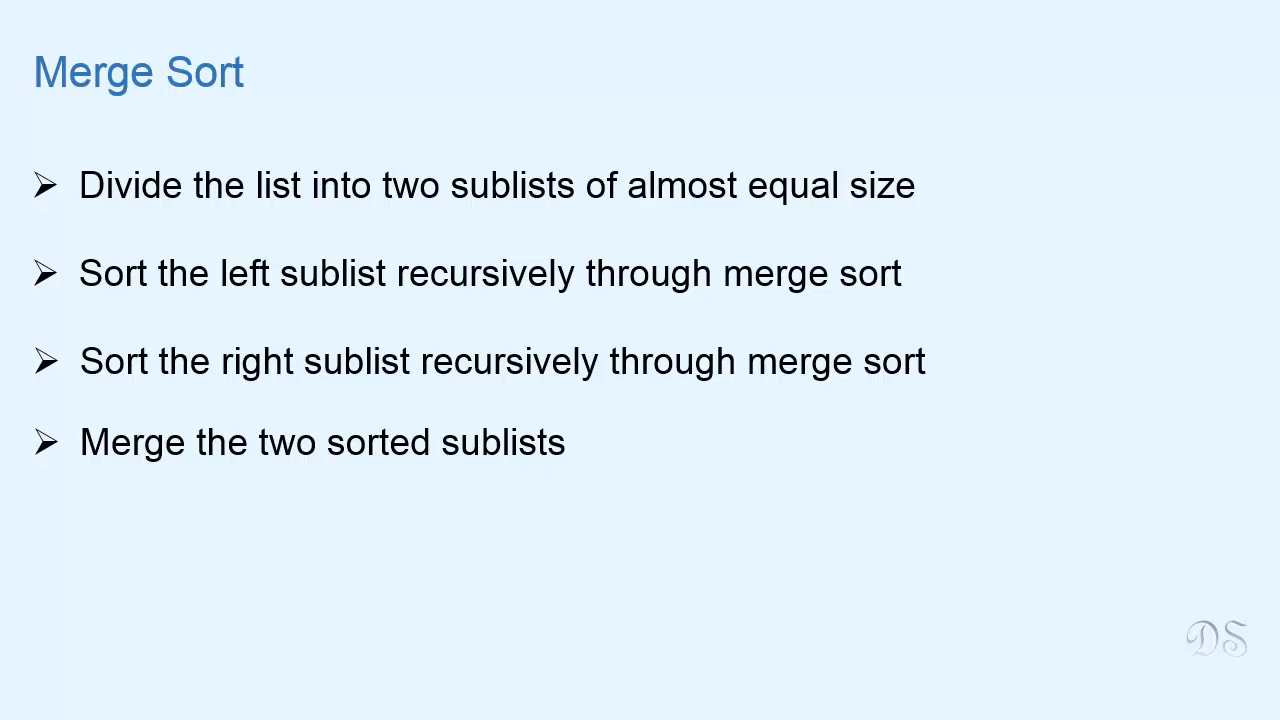 Merge Sort
➢ Divide the list into two sublists of almost equal size
➢ Sort the left sublist recursively through merge sort
➢ Sort the right sublist recursively through merge sort
➢ Merge the two sorted sublists
DS